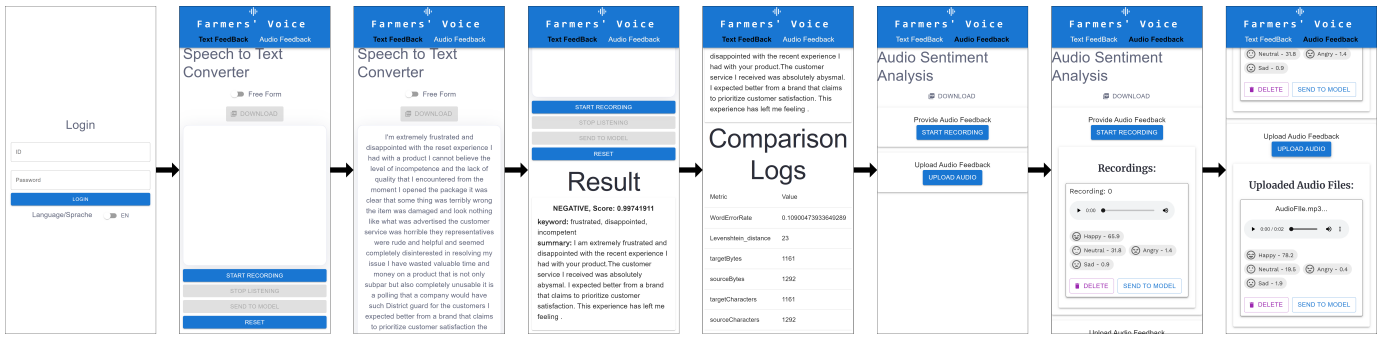 Login
ID
Password
LOGIN
Language/Sprache EN
Farmers' Voice
Text FeedBack Audio Feedback
Speech to Text
Converter
Free Form
DOWNLOAD
START RECORDING
STOP LISTENING
SEND TO MODEL
RESET
Farmers' Voice
Text FeedBack Audio Feedback
Speech to Text
Converter
Free Form
DOWNLOAD
I'm extremely frustrated and
disappointed with the reset experience I
had with a product I cannot believe the
level of incompetence and the lack of
quality that I encountered from the
moment I opened the package it was
clear that some thing was terribly wrong
the item was damaged and look nothing
like what was advertised the customer
service was horrible they representatives
were rude and helpful and seemed
completely disinterested in resolving my
issue I have wasted valuable time and
money on a product that is not only
subpar but also completely unusable it is
a polling that a company would have
such District guard for the customers I
expected better from a brand that claims
to prioritize customer satisfaction the
Farmers' Voice
Text FeedBack Audio Feedback
START RECORDING
STOP LISTENING
SEND TO MODEL
RESET
Result
NEGATIVE, Score: 0.99741911
keyword: frustrated, disappointed,
incompetent
summary: I am extremely frustrated and
disappointed with the recent experience I
had with your product.The customer
service I received was absolutely
abysmal. I expected better from a brand
that claims to prioritize customer
satisfaction. This experience has left me
feeling .
Farmers' Voice
Text FeedBack Audio Feedback
disappointed with the recent experience I
had with your product.The customer
service I received was absolutely abysmal.
I expected better from a brand that claims
to prioritize customer satisfaction. This
experience has left me feeling .
Comparison
Logs
Metric Value
WordErrorRate 0.10900473933649289
Levenshtein_distance 23
targetBytes 1161
sourceBytes 1292
targetCharacters 1161
sourceCharacters 1292
Farmers' Voice
Text FeedBack Audio Feedback
Audio Sentiment
Analysis
DOWNLOAD
Provide Audio Feedback
START RECORDING
Upload Audio Feedback
UPLOAD AUDIO
Farmers' Voice
Text FeedBack Audio Feedback
Audio Sentiment
Analysis
DOWNLOAD
Provide Audio Feedback
START RECORDING
Recordings:
Recording: 0
0:00
Happy - 65.9
Neutral - 31.8 Angry - 1.4
Sad - 0.9
DELETE SEND TO MODEL
Upload Audio Feedback
Farmers' Voice
Text FeedBack Audio Feedback
Neutral - 31.8 Angry - 1.4
Sad - 0.9
DELETE SEND TO MODEL
Upload Audio Feedback
UPLOAD AUDIO
Uploaded Audio Files:
AudioFIle.mp3...
0:00 / 0:02
Happy - 78.2
Neutral - 19.5 Angry - 0.4
Sad - 1.9
DELETE SEND TO MODEL